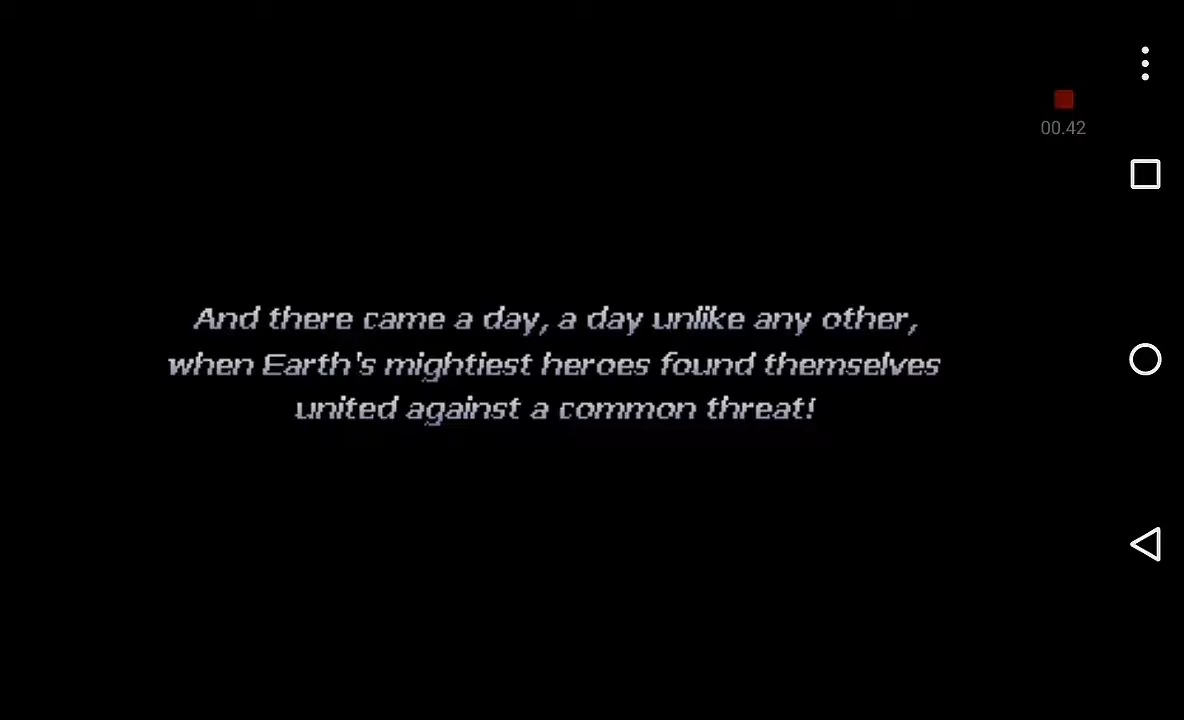 00.42
And there came a day, a day unlike any other,
when Earth's mightiest heroes found themselves
united against a common threat!